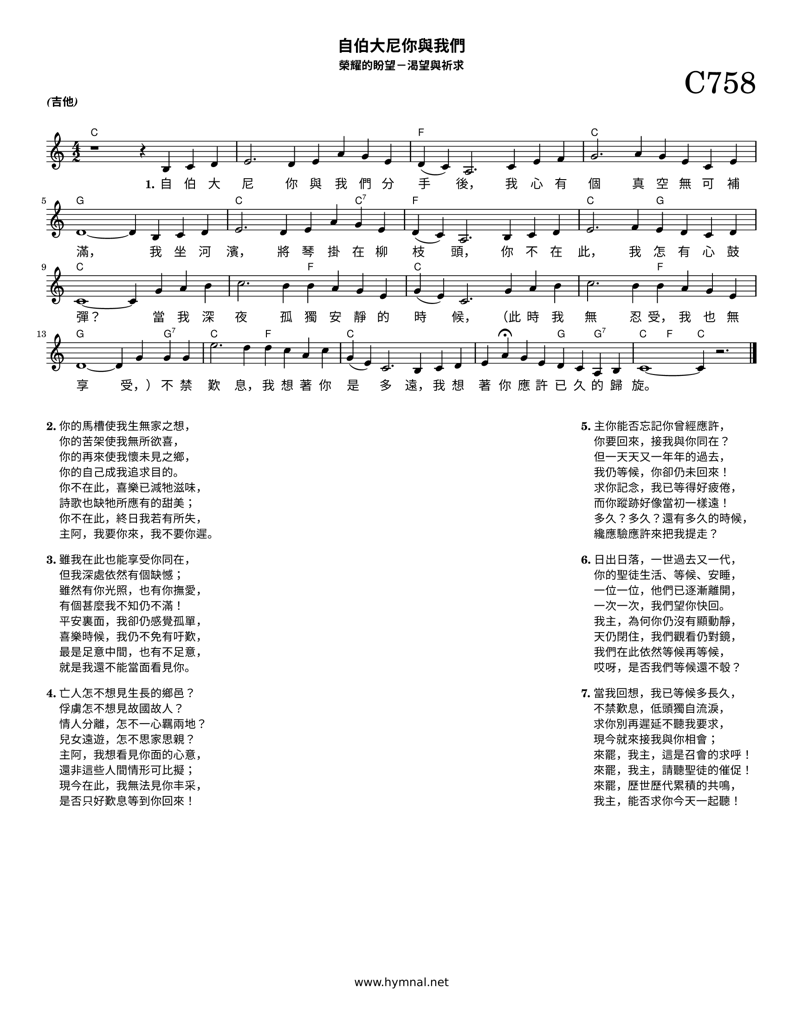 自伯大尼你與我們
榮耀的盼望－渴望與祈求
C758
(吉他)
C F C
1. 自 伯 大 尼 你 與 我 們 分 手 後， 我 心 有 個 真 空 無 可 補
5 G C C7 F C G
滿， 我 坐 河 濱， 將 琴 掛 在 柳 枝 頭， 你 不 在 此， 我 怎 有 心 鼓
9 C F C F
彈？ 當 我 深 夜 孤 獨 安 靜 的 時 候， （此 時 我 無 忍 受，我 也 無
13 G G7 C F C G G7 C F C
享 受，）不 禁 歎 息，我 想 著 你 是 多 遠，我 想 著 你 應 許 已 久 的 歸 旋。
2. 你的馬槽使我生無家之想，
你的苦架使我無所欲喜，
你的再來使我懷未見之鄉，
你的自己成我追求目的。
你不在此，喜樂已減牠滋味，
詩歌也缺牠所應有的甜美；
你不在此，終日我若有所失，
主阿，我要你來，我不要你遲。
3. 雖我在此也能享受你同在，
但我深處依然有個缺憾；
雖然有你光照，也有你撫愛，
有個甚麼我不知仍不滿！
平安裏面，我卻仍感覺孤單，
喜樂時候，我仍不免有吁歎，
最是足意中間，也有不足意，
就是我還不能當面看見你。
4. 亡人怎不想見生長的鄉邑？
俘虜怎不想見故國故人？
情人分離，怎不一心羈兩地？
兒女遠遊，怎不思家思親？
主阿，我想看見你面的心意，
還非這些人間情形可比擬；
現今在此，我無法見你丰采，
是否只好歎息等到你回來！
5. 主你能否忘記你曾經應許，
你要回來，接我與你同在？
但一天天又一年年的過去，
我仍等候，你卻仍未回來！
求你記念，我已等得好疲倦，
而你蹤跡好像當初一樣遠！
多久？多久？還有多久的時候，
纔應驗應許來把我提走？
6. 日出日落，一世過去又一代，
你的聖徒生活、等候、安睡，
一位一位，他們已逐漸離開，
一次一次，我們望你快回。
我主，為何你仍沒有顯動靜，
天仍閉住，我們觀看仍對鏡，
我們在此依然等候再等候，
哎呀，是否我們等候還不彀？
7. 當我回想，我已等候多長久，
不禁歎息，低頭獨自流淚，
求你別再遲延不聽我要求，
現今就來接我與你相會；
來罷，我主，這是召會的求呼！
來罷，我主，請聽聖徒的催促！
來罷，歷世歷代累積的共鳴，
我主，能否求你今天一起聽！
www.hymnal.net